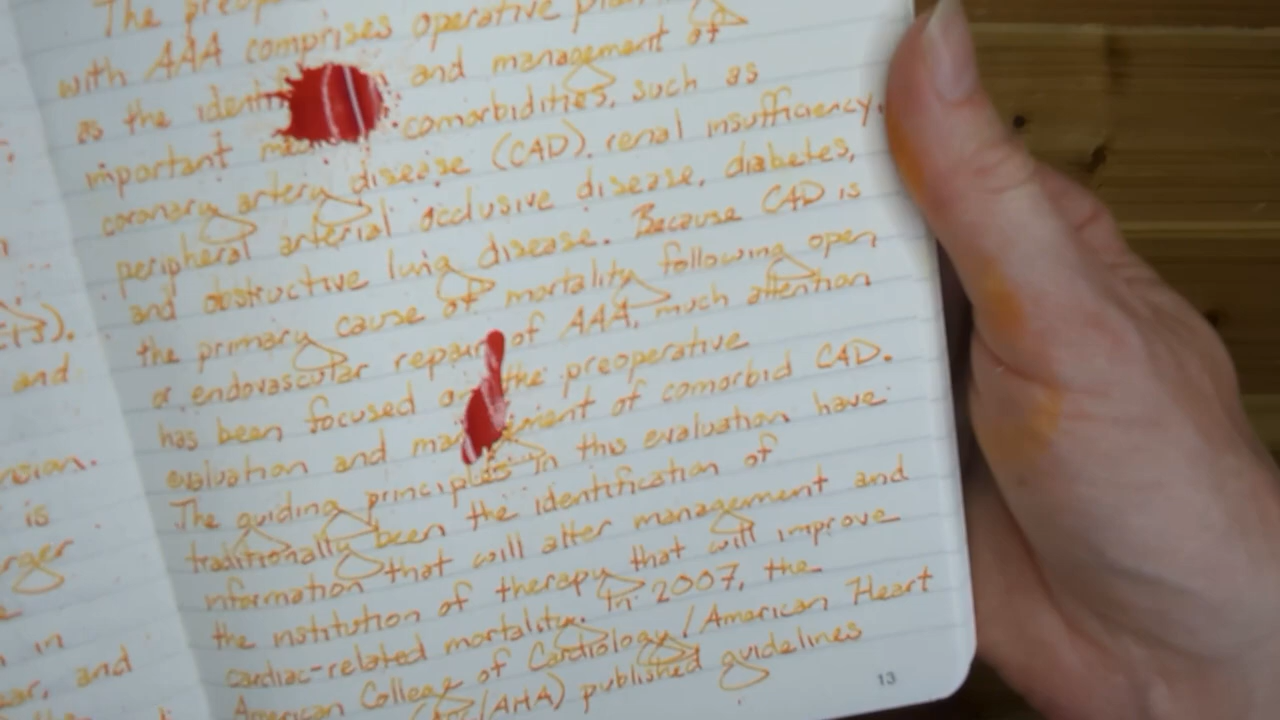 The
with AAA comprises operative
as the and management of
important comorbidities, such as
coronary artery disease (CAD), renal insufficiency,
peripheral arterial occlusive disease, diabetes,
and obstructive lung disease. Because CAD is
the primary cause of mortality following open
or endovascular repair of AAA, much attention
has been focused on the preoperative
evaluation and of comorbid CAD.
The guiding principles in this evaluation have
traditionally been the identification of
information that will alter management and
the institution of therapy that will improve
cardiac-related mortality. In 2007, the
American College of Cardiology/American Heart
(AHA) published guidelines
13
and
is
in
and